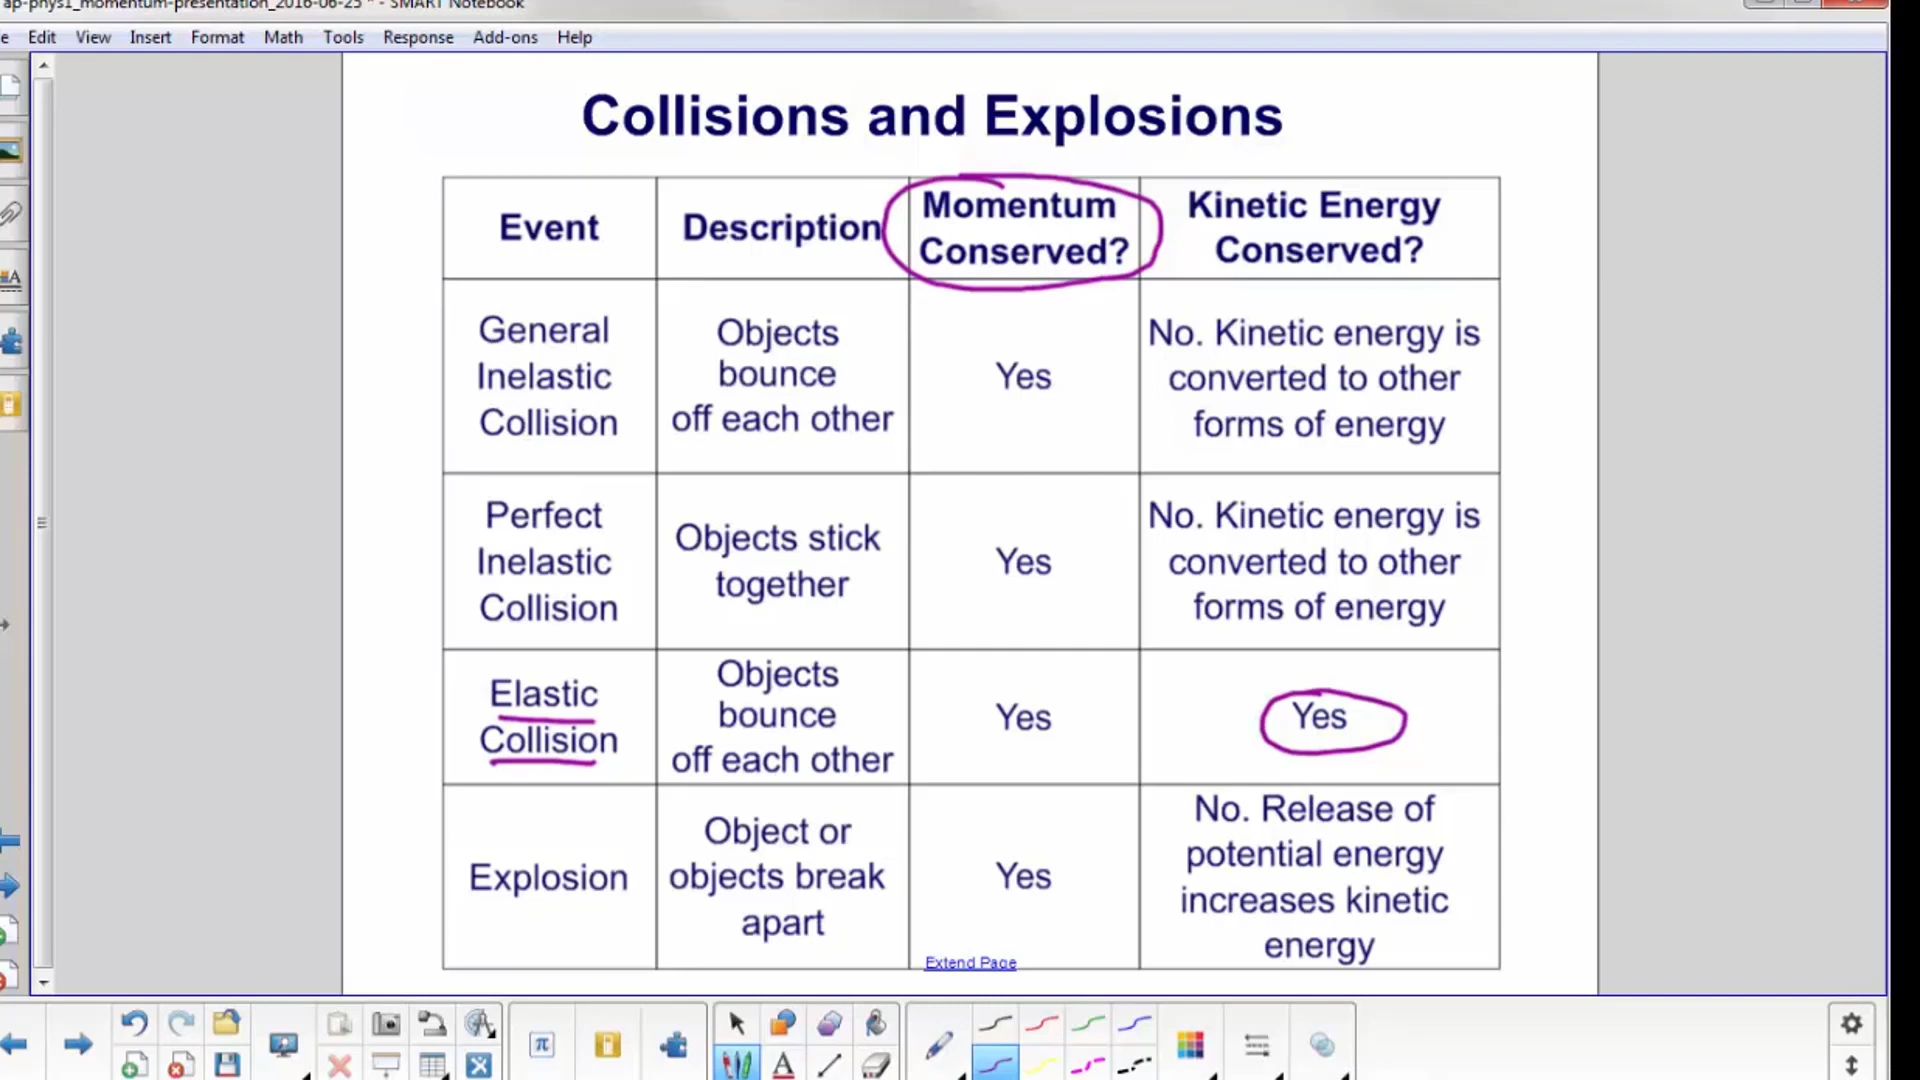 ap-phys1_momentum-presentation_2016-06-25 * - SMART Notebook
Edit View Insert Format Math Tools Response Add-ons Help
Collisions and Explosions
Event
Description
Momentum
Conserved?
Kinetic Energy
Conserved?
General
Inelastic
Collision
Objects
bounce
off each other
Yes
No. Kinetic energy is
converted to other
forms of energy
Perfect
Inelastic
Collision
Objects stick
together
Yes
No. Kinetic energy is
converted to other
forms of energy
Elastic
Collision
Objects
bounce
off each other
Yes
Yes
Explosion
Object or
objects break
apart
Yes
No. Release of
potential energy
increases kinetic
energy
Extend Page